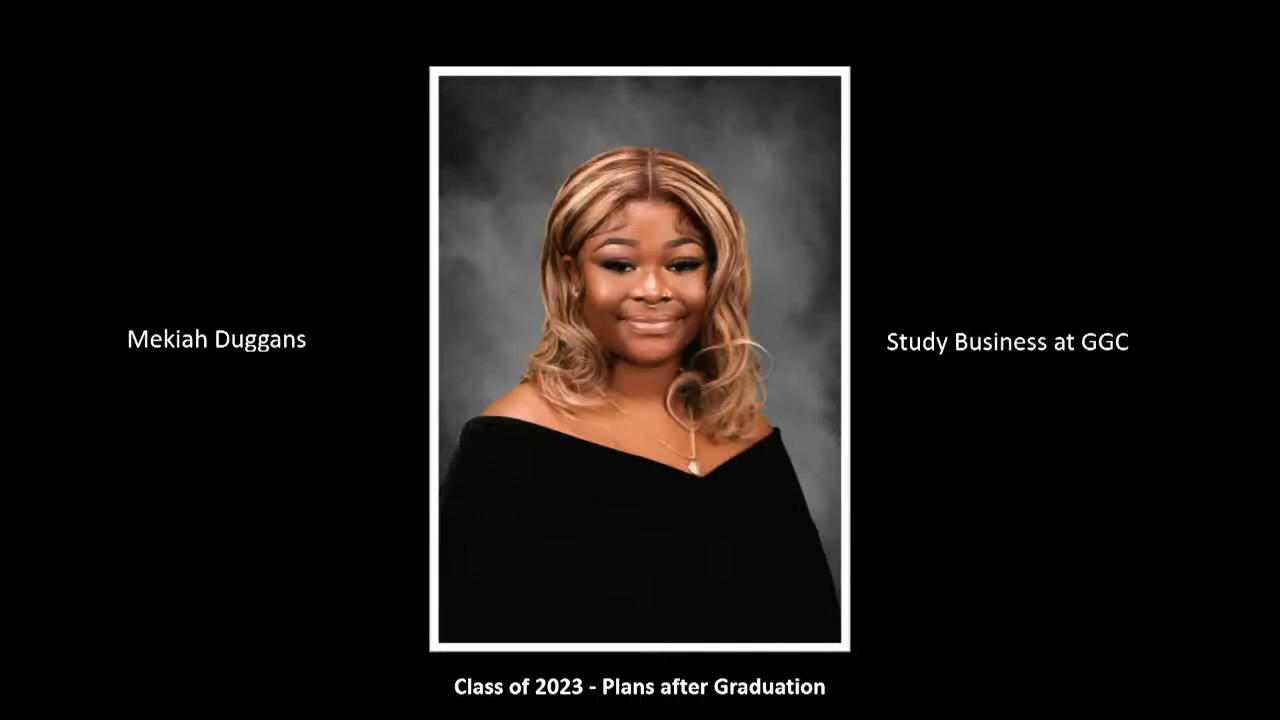 Mekiah Duggans
Study Business at GGC
Class of 2023 - Plans after Graduation